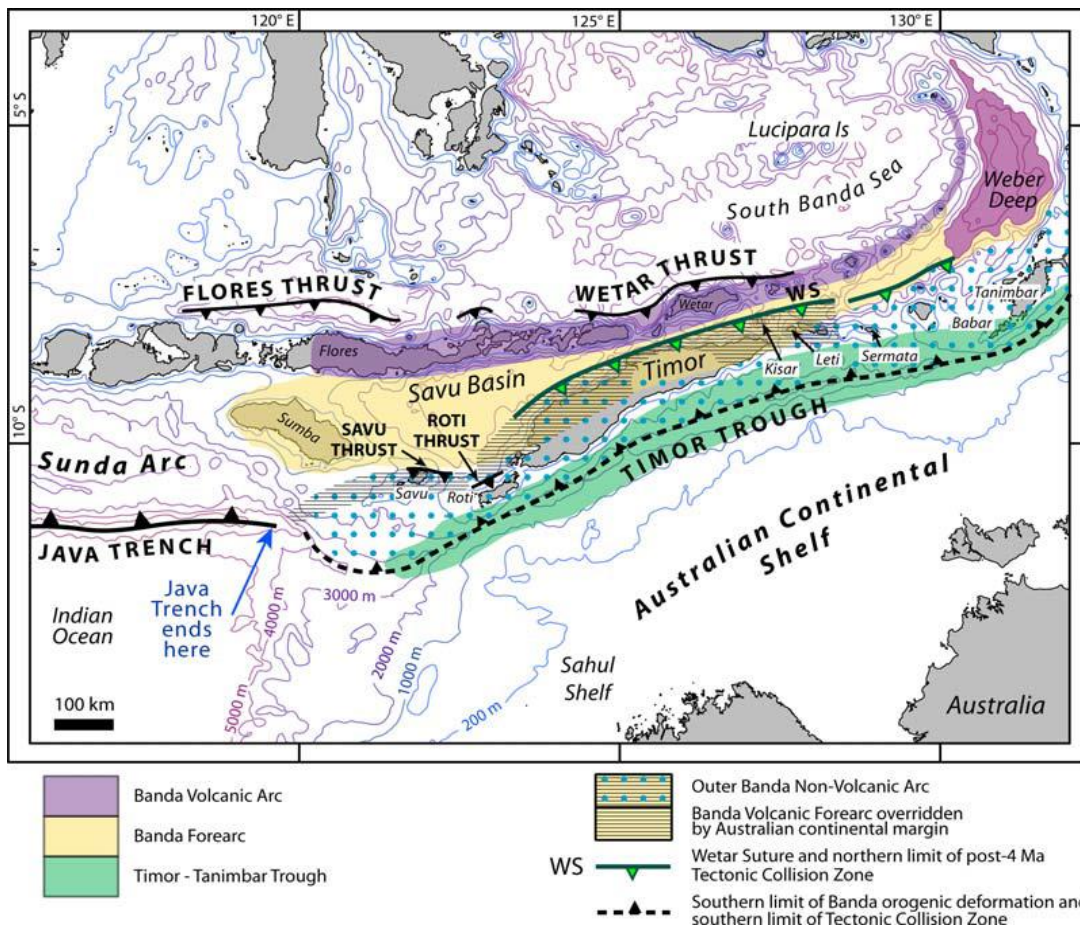 120° E
125° E
130° E
5° S
10° S
Lucipara Is
South Banda Sea
Weber
Deep
FLORES THRUST
WETAR THRUST
Wetar
WS
Tanimbar
Flores
Babar
Timor
Sermata
Leti
Kisar
Savu Basin
Sumba
SAVU
THRUST
ROTI
THRUST
Savu
Roti
TIMOR TROUGH
Sunda Arc
JAVA TRENCH
Australian Continental
Shelf
Java
Trench
ends
here
Indian
Ocean
3000 m
4000 m
2000 m
1000 m
5000 m
200 m
Sahul
Shelf
Australia
100 km
Banda Volcanic Arc
Banda Forearc
Timor - Tanimbar Trough
Outer Banda Non-Volcanic Arc
Banda Volcanic Forearc overridden
by Australian continental margin
WS
Wetar Suture and northern limit of post-4 Ma
Tectonic Collision Zone
Southern limit of Banda orogenic deformation and
southern limit of Tectonic Collision Zone